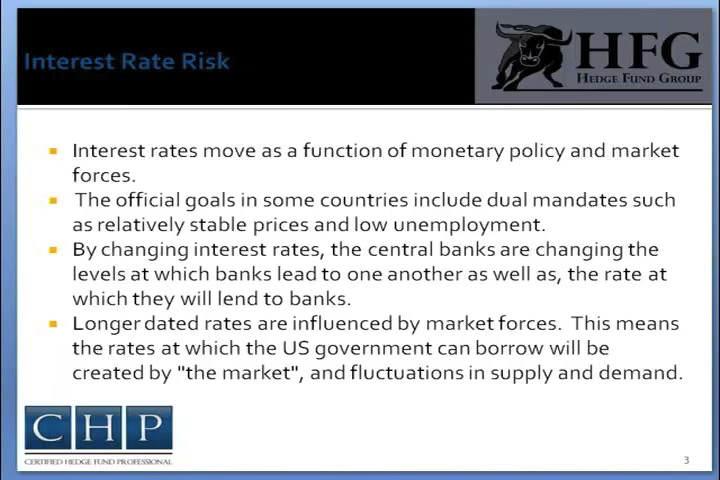 Interest Rate Risk
HFG
HEDGE FUND GROUP
Interest rates move as a function of monetary policy and market
forces.
The official goals in some countries include dual mandates such
as relatively stable prices and low unemployment.
By changing interest rates, the central banks are changing the
levels at which banks lead to one another as well as, the rate at
which they will lend to banks.
Longer dated rates are influenced by market forces. This means
the rates at which the US government can borrow will be
created by "the market", and fluctuations in supply and demand.
CHP
CERTIFIED HEDGE FUND PROFESSIONAL
3